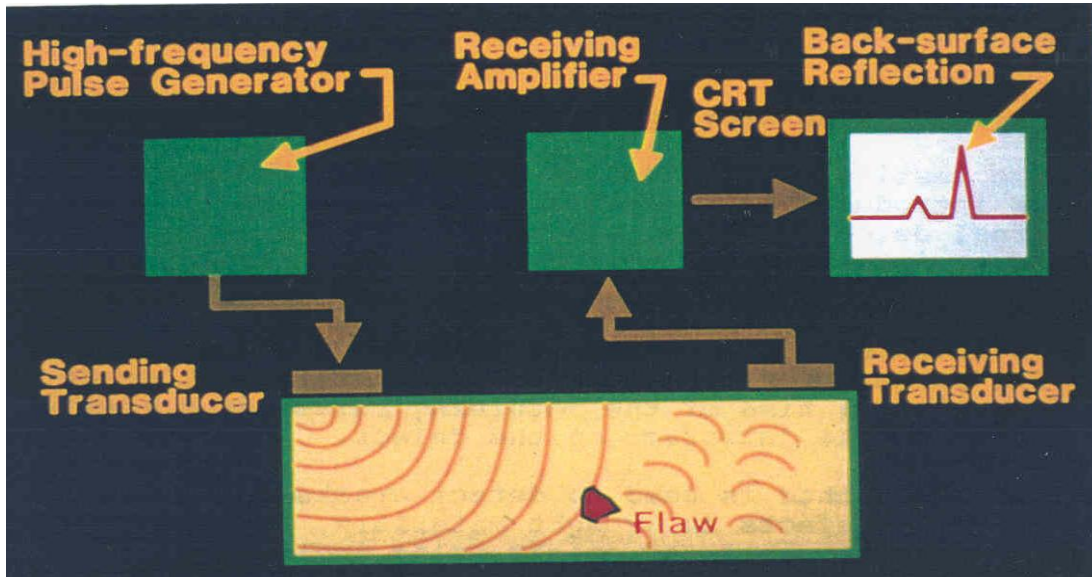 High-frequency
Pulse Generator
Receiving
Amplifier
CRT
Screen
Back-surface
Reflection
Sending
Transducer
Receiving
Transducer
Flaw